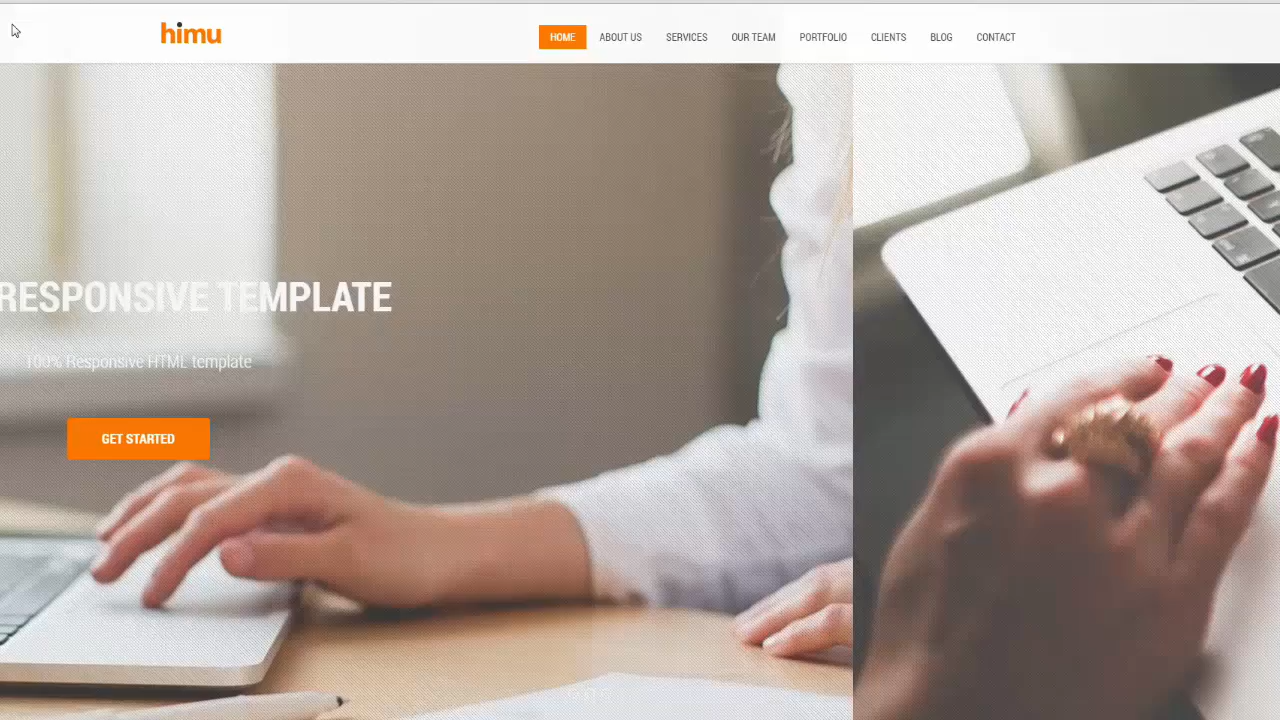 himu
HOME ABOUT US SERVICES OUR TEAM PORTFOLIO CLIENTS BLOG CONTACT
RESPONSIVE TEMPLATE
100% Responsive HTML template
GET STARTED